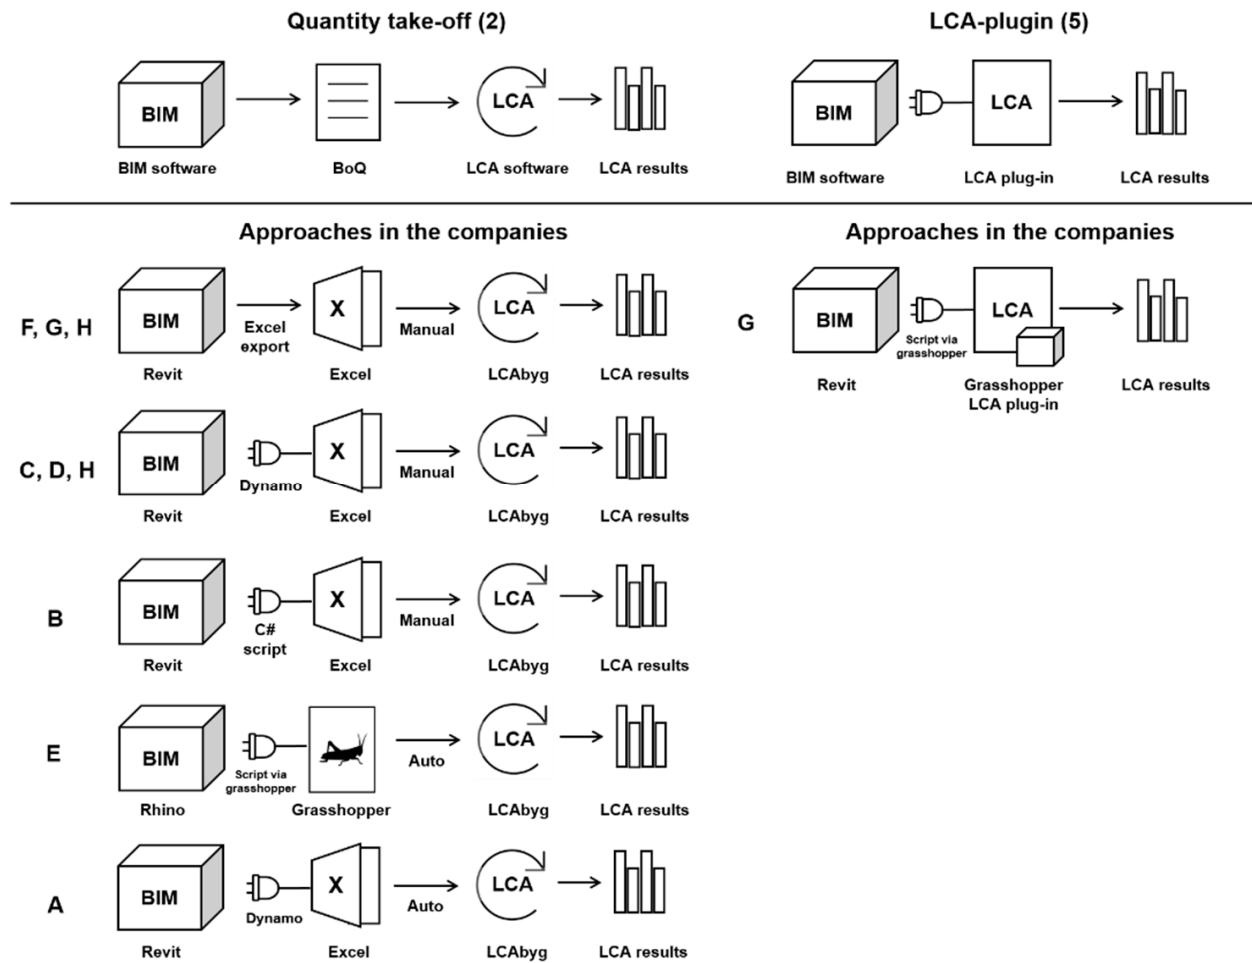 Quantity take-off (2)
BIM
LCA
BIM software
BoQ
LCA software
LCA results
LCA-plugin (5)
BIM
LCA
BIM software
LCA plug-in
LCA results
Approaches in the companies
F, G, H
BIM
Excel
export
X
Manual
LCA
Revit
Excel
LCAbyg
LCA results
C, D, H
BIM
Dynamo
X
Manual
LCA
Revit
Excel
LCAbyg
LCA results
B
BIM
C#
script
X
Manual
LCA
Revit
Excel
LCAbyg
LCA results
E
BIM
Script via
grasshopper
Auto
LCA
Rhino
Grasshopper
LCAbyg
LCA results
A
BIM
Dynamo
X
Auto
LCA
Revit
Excel
LCAbyg
LCA results
Approaches in the companies
G
BIM
Script via
grasshopper
LCA
Revit
Grasshopper
LCA plug-in
LCA results